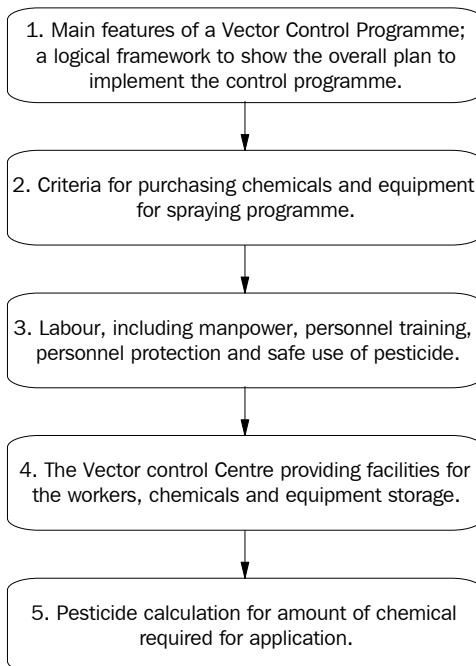 1. Main features of a Vector Control Programme;
a logical framework to show the overall plan to
implement the control programme.
2. Criteria for purchasing chemicals and equipment
for spraying programme.
3. Labour, including manpower, personnel training,
personnel protection and safe use of pesticide.
4. The Vector control Centre providing facilities for
the workers, chemicals and equipment storage.
5. Pesticide calculation for amount of chemical
required for application.